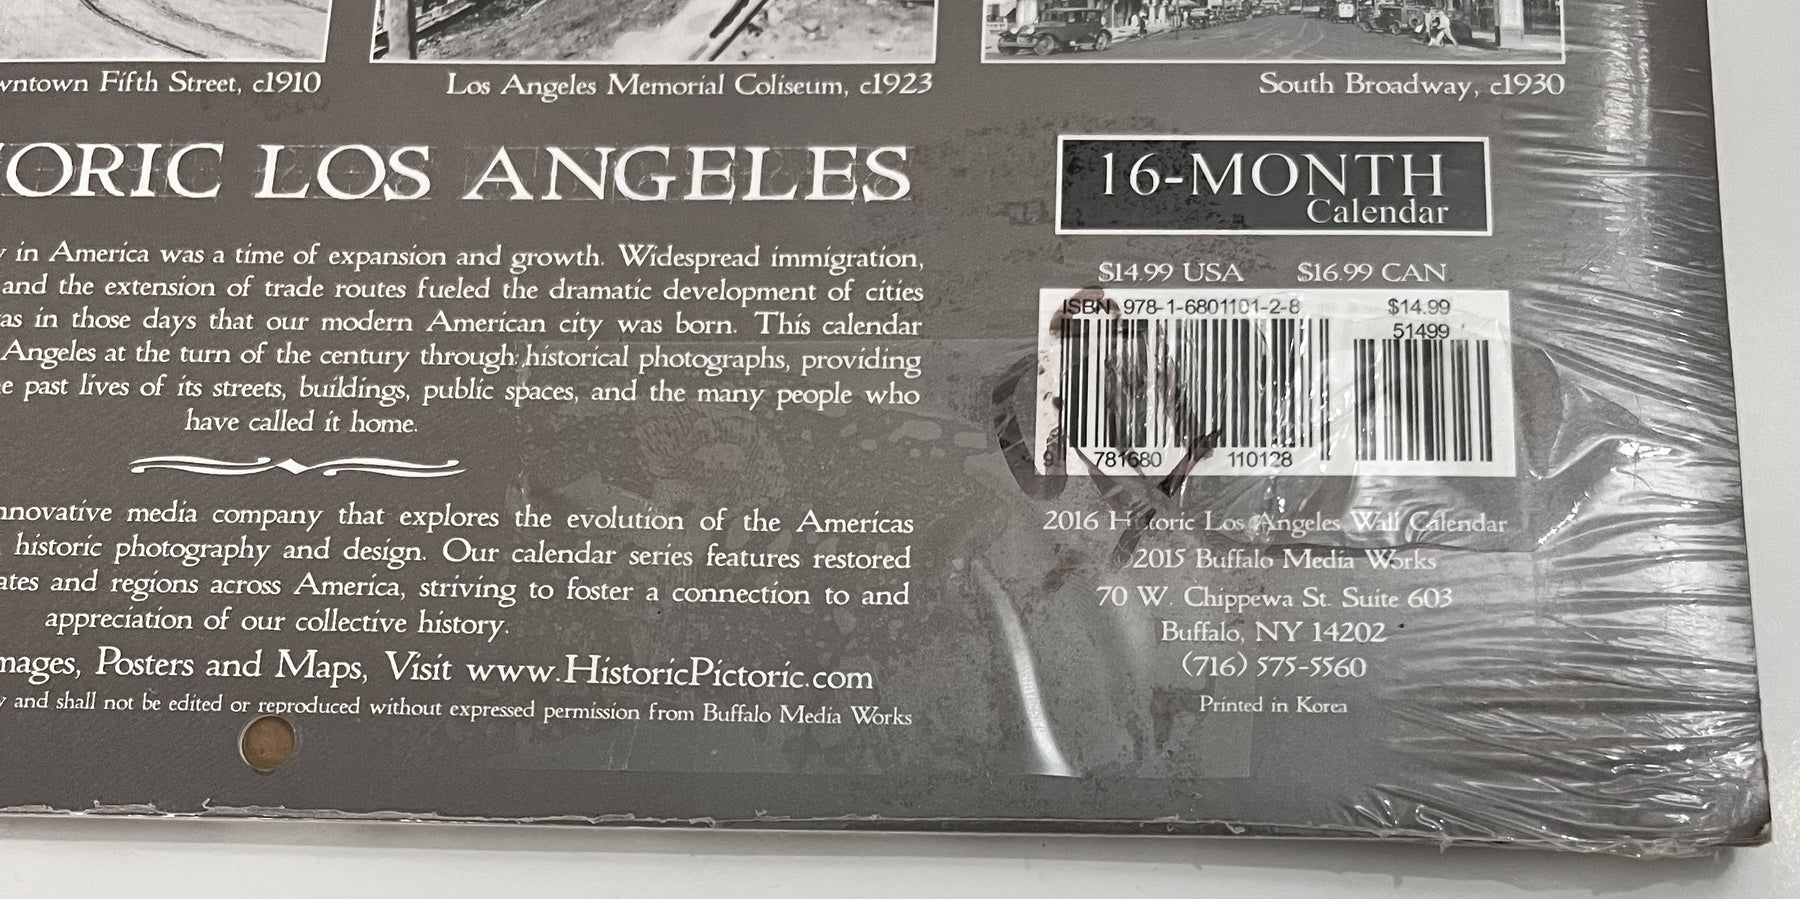 wntown Fifth Street, c1910
Los Angeles Memorial Coliseum, c1923
South Broadway, c1930
ORIC LOS ANGELES
in America was a time of expansion and growth. Widespread immigration,
and the extension of trade routes fueled the dramatic development of cities
as in those days that our modern American city was born. This calendar
Angeles at the turn of the century through historical photographs, providing
e past lives of its streets, buildings, public spaces, and the many people who
have called it home.
nnovative media company that explores the evolution of the Americas
historic photography and design. Our calendar series features restored
ates and regions across America, striving to foster a connection to and
appreciation of our collective history.
mages, Posters and Maps, Visit www.HistoricPictoric.com
y and shall not be edited or reproduced without expressed permission from Buffalo Media Works
16-MONTH
Calendar
$14.99 USA $16.99 CAN
ISBN 978-1-6801101-2-8 $14.99
51499
9 781680 110128
2016 Historic Los Angeles Wall Calendar
©2015 Buffalo Media Works
70 W. Chippewa St. Suite 603
Buffalo, NY 14202
(716) 575-5560
Printed in Korea